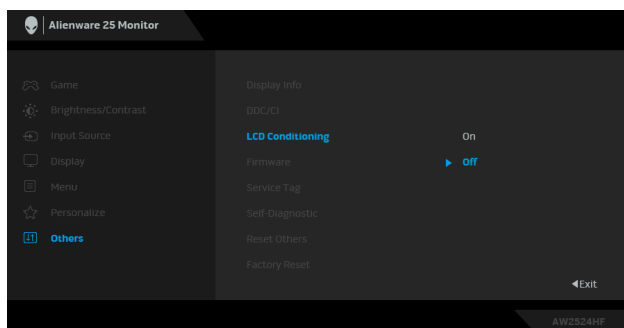 Alienware 25 Monitor
Game
Brightness/Contrast
Input Source
Display
Menu
Personalize
Others
Display Info
DDC/CI
LCD Conditioning
Firmware
Service Tag
Self-Diagnostic
Reset Others
Factory Reset
On
Off
Exit
AW2524HF